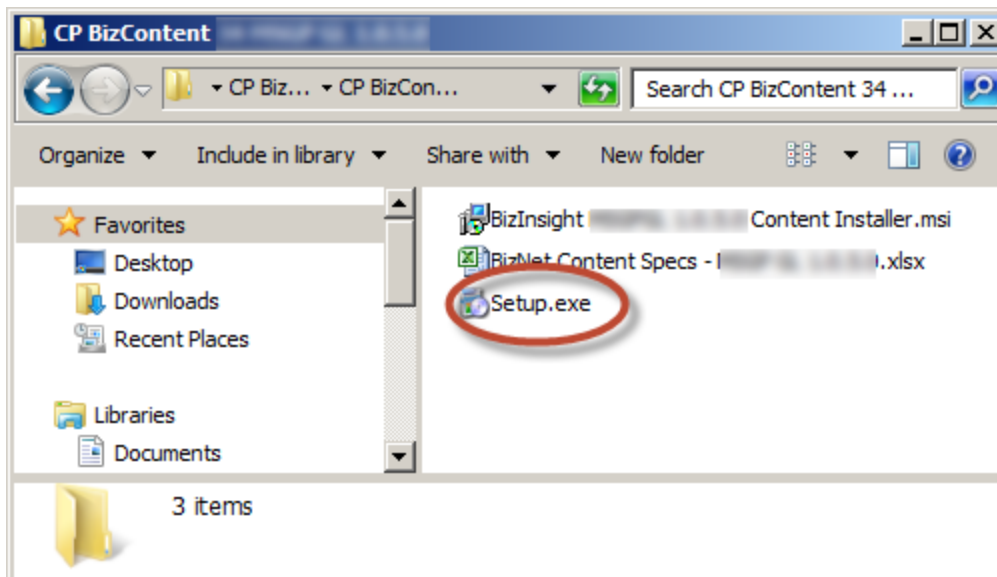 CP BizContent
CP Biz... CP BizCon... Search CP BizContent 34 ...
Organize Include in library Share with New folder
Favorites
Desktop
Downloads
Recent Places
Libraries
Documents
BizInsight Content Installer.msi
BizNet Content Specs - .xlsx
Setup.exe
3 items